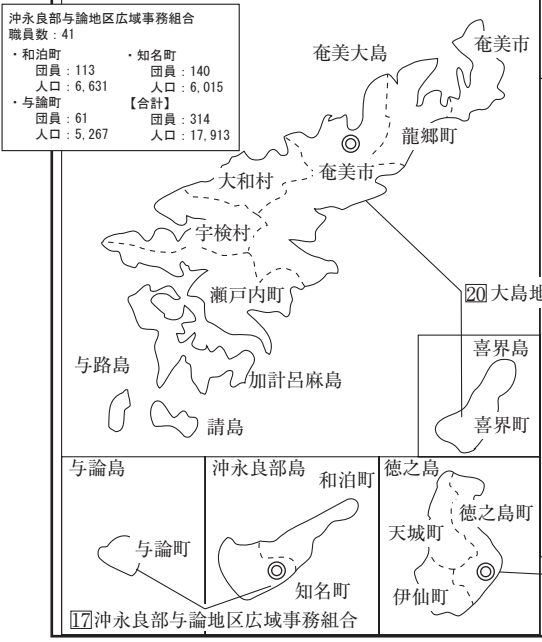 沖永良部与論地区広域事務組合
職員数：41
・和泊町
団員：113
人口：6,631
・知名町
団員：140
人口：6,015
・与論町
団員：61
人口：5,267
【合計】
団員：314
人口：17,913
奄美大島
奄美市
龍郷町
奄美市
大和村
宇検村
瀬戸内町
20 大島地
喜界島
喜界町
与路島
加計呂麻島
請島
与論島
与論町
沖永良部島
和泊町
知名町
徳之島
徳之島町
天城町
伊仙町
17 沖永良部与論地区広域事務組合